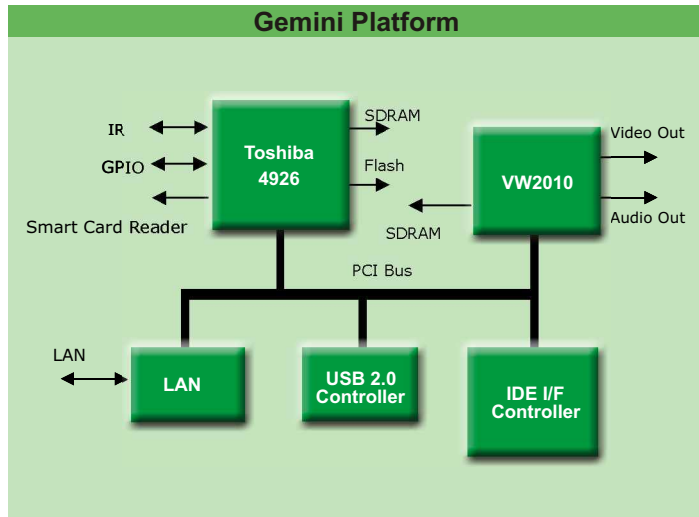 Gemini Platform
IR
GPIO
Smart Card Reader
Toshiba
4926
SDRAM
Flash
SDRAM
VW2010
Video Out
Audio Out
PCI Bus
LAN
LAN
USB 2.0
Controller
IDE I/F
Controller